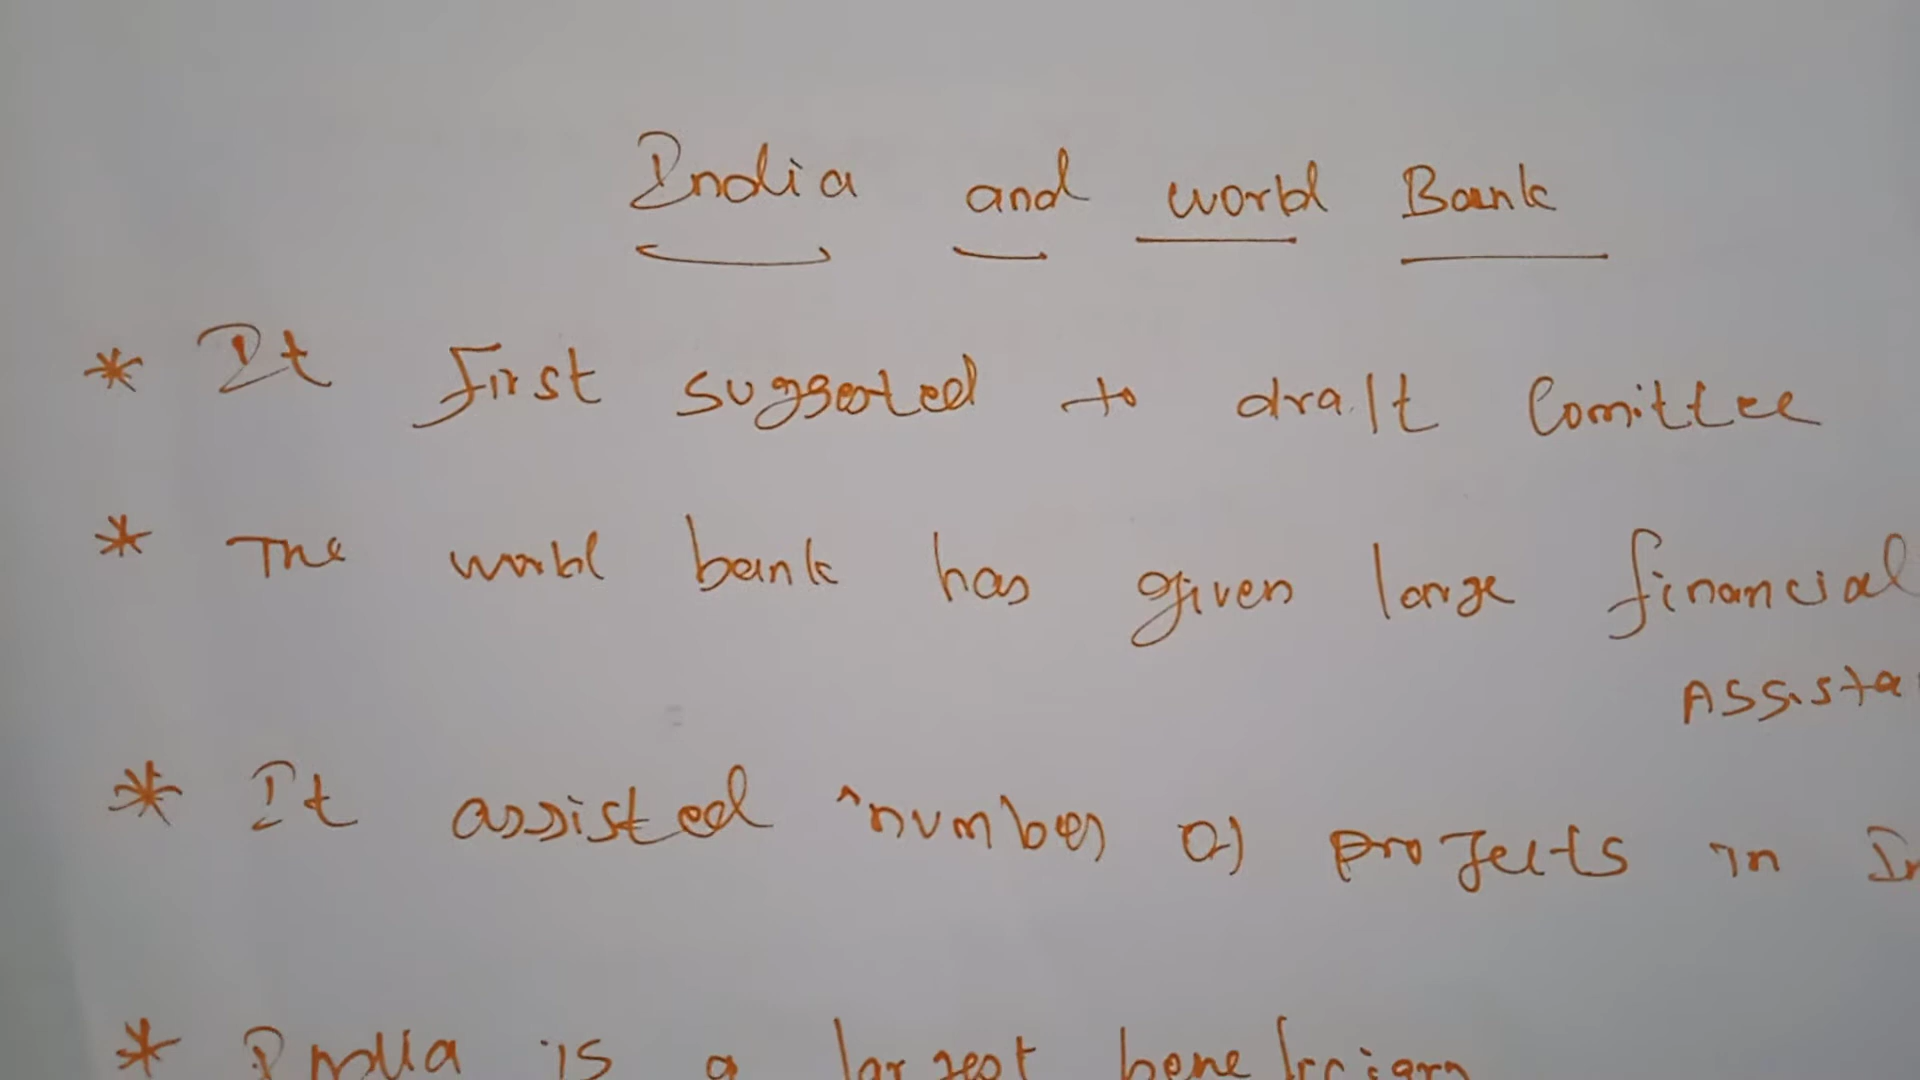 India and world Bank
* It first suggested to draft Comittee
* The world bank has given large financial
Assista
* It assisted number of projects in In
* India is a largest beneficiary